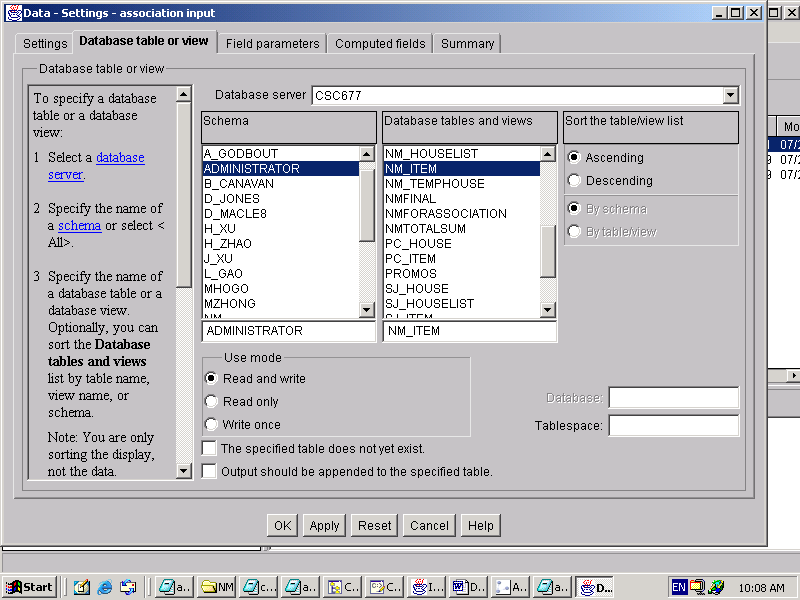 Data - Settings - association input
Settings
Database table or view
Field parameters
Computed fields
Summary
Database table or view
To specify a database
table or a database
view:
1 Select a database
server.
2 Specify the name of
a schema or select <
All>.
3 Specify the name of
a database table or a
database view.
Optionally, you can
sort the Database
tables and views
list by table name,
view name, or
schema.
Note: You are only
sorting the display,
not the data.
Database server
CSC677
Schema
A_GODBOUT
ADMINISTRATOR
B_CANAVAN
D_JONES
D_MACLE8
H_XU
H_ZHAO
J_XU
L_GAO
MHOGO
MZHONG
NM
ADMINISTRATOR
Database tables and views
NM_HOUSELIST
NM_ITEM
NM_TEMPHOUSE
NMFINAL
NMFORASSOCIATION
NMTOTALSUM
PC_HOUSE
PC_ITEM
PROMOS
SJ_HOUSE
SJ_HOUSELIST
SJ_ITEM
NM_ITEM
Sort the table/view list
Ascending
Descending
By schema
By table/view
Use mode
Read and write
Read only
Write once
The specified table does not yet exist.
Output should be appended to the specified table.
Database:
Tablespace:
OK
Apply
Reset
Cancel
Help
Mo
07/2
9 07/2
9 07/2
Start
a..
NM
c...
a..
C..
C..
I...
D..
A..
a..
D...
EN
10:08 AM